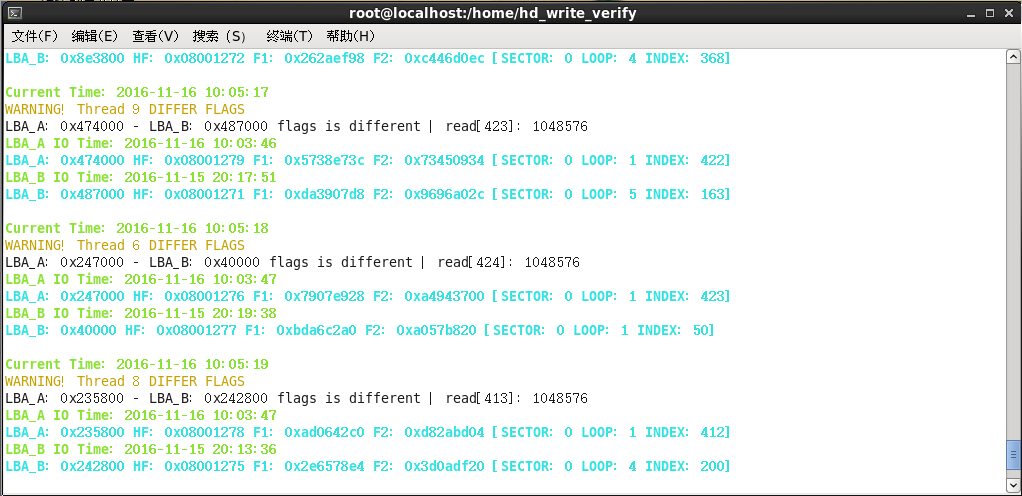 root@localhost:/home/hd_write_verify
文件(F) 编辑(E) 查看(V) 搜索 (S) 终端(T) 帮助(H)
LBA_B: 0x8e3800 HF: 0x08001272 F1: 0x262aef98 F2: 0xc446d0ec [SECTOR: 0 LOOP: 4 INDEX: 368]
Current Time: 2016-11-16 10:05:17
WARNING! Thread 9 DIFFER FLAGS
LBA_A: 0x474000 - LBA_B: 0x487000 flags is different | read[423]: 1048576
LBA_A IO Time: 2016-11-16 10:03:46
LBA_A: 0x474000 HF: 0x08001279 F1: 0x5738e73c F2: 0x73450934 [SECTOR: 0 LOOP: 1 INDEX: 422]
LBA_B IO Time: 2016-11-15 20:17:51
LBA_B: 0x487000 HF: 0x08001271 F1: 0xda3907d8 F2: 0x9696a02c [SECTOR: 0 LOOP: 5 INDEX: 163]
Current Time: 2016-11-16 10:05:18
WARNING! Thread 6 DIFFER FLAGS
LBA_A: 0x247000 - LBA_B: 0x40000 flags is different | read[424]: 1048576
LBA_A IO Time: 2016-11-16 10:03:47
LBA_A: 0x247000 HF: 0x08001276 F1: 0x7907e928 F2: 0xa4943700 [SECTOR: 0 LOOP: 1 INDEX: 423]
LBA_B IO Time: 2016-11-15 20:19:38
LBA_B: 0x40000 HF: 0x08001277 F1: 0xbda6c2a0 F2: 0xa057b820 [SECTOR: 0 LOOP: 1 INDEX: 50]
Current Time: 2016-11-16 10:05:19
WARNING! Thread 8 DIFFER FLAGS
LBA_A: 0x235800 - LBA_B: 0x242800 flags is different | read[413]: 1048576
LBA_A IO Time: 2016-11-16 10:03:47
LBA_A: 0x235800 HF: 0x08001278 F1: 0xad0642c0 F2: 0xd82abd04 [SECTOR: 0 LOOP: 1 INDEX: 412]
LBA_B IO Time: 2016-11-15 20:13:36
LBA_B: 0x242800 HF: 0x08001275 F1: 0x2e6578e4 F2: 0x3d0adf20 [SECTOR: 0 LOOP: 4 INDEX: 200]